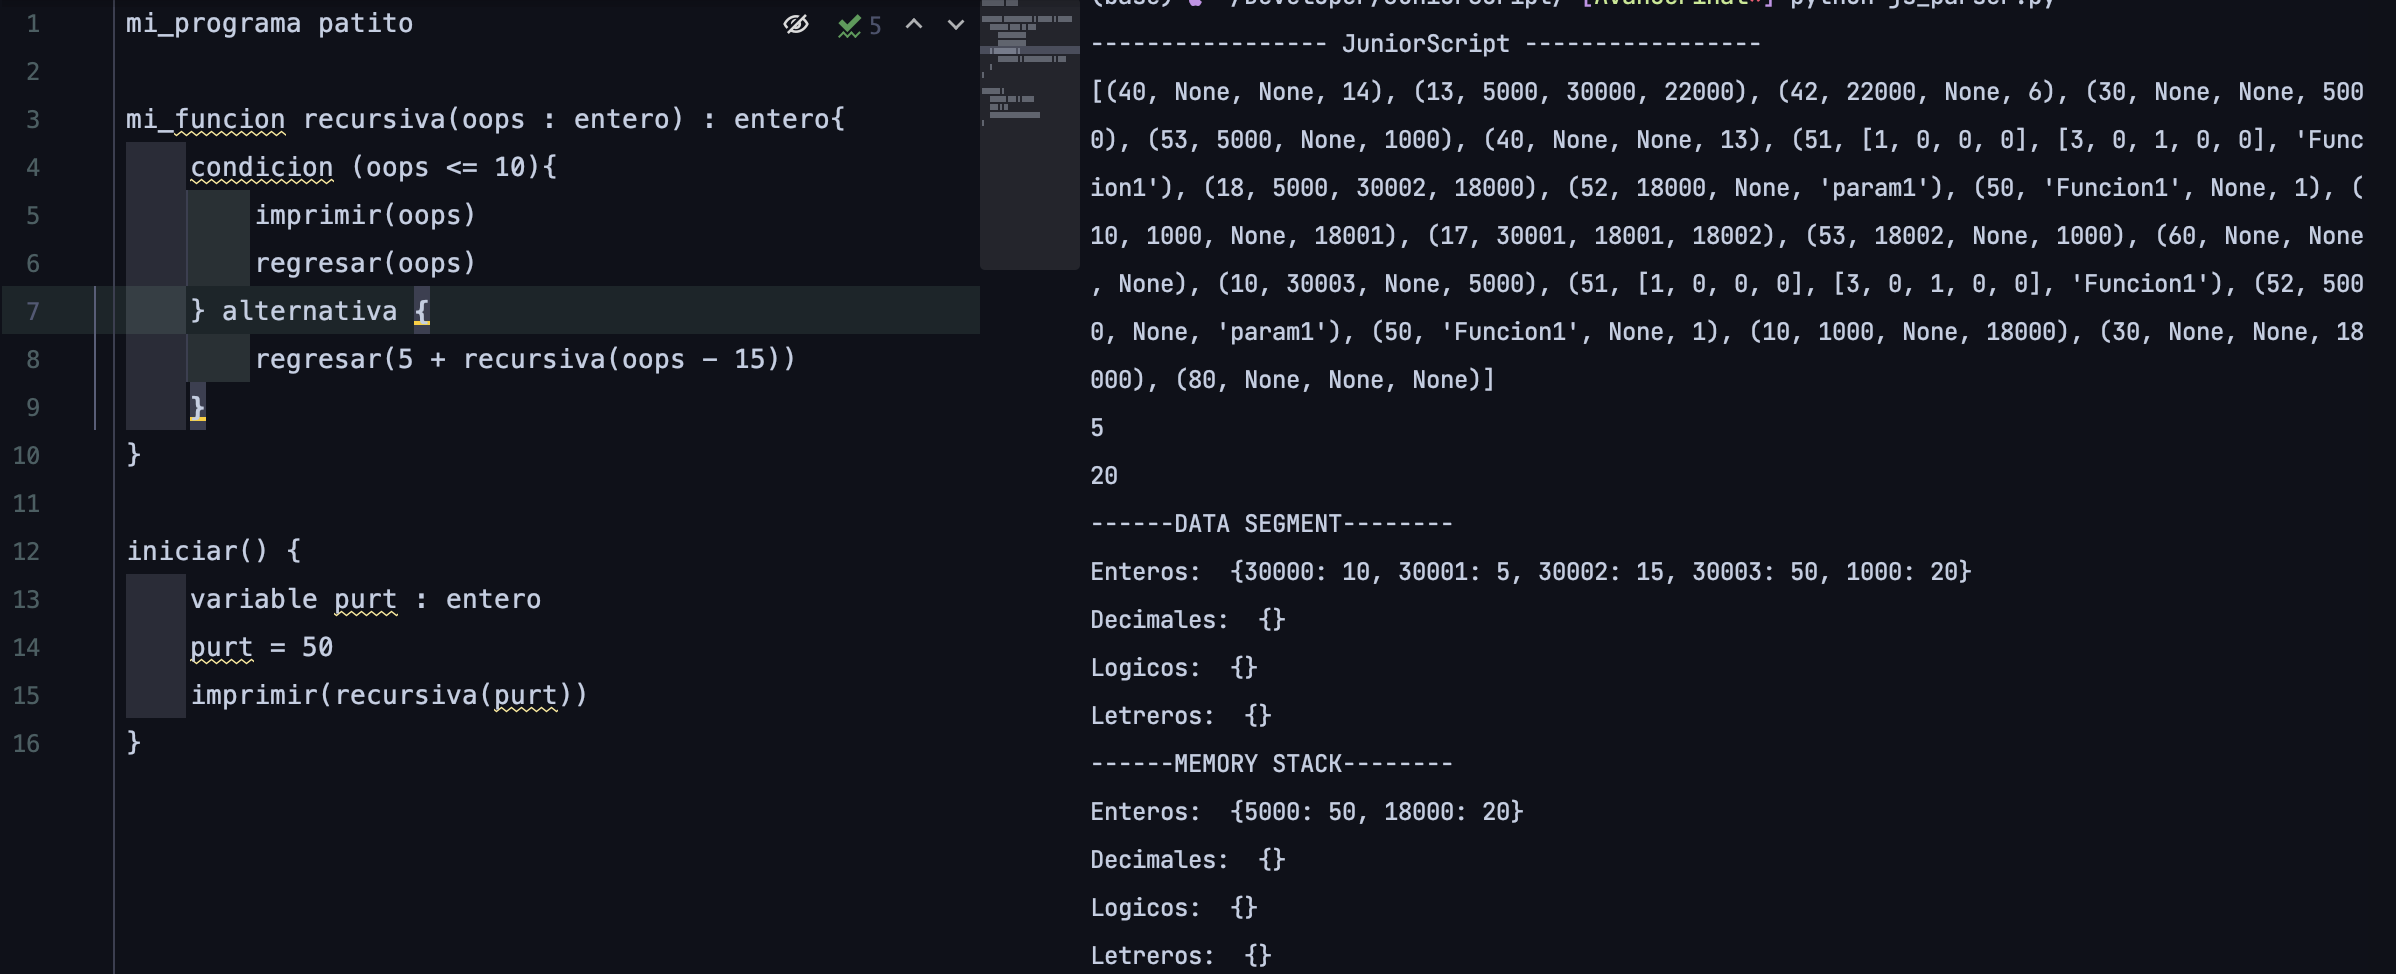 1 mi_programa patito
5
2
3 mi_funcion recursiva(oops : entero) : entero{
4 condicion (oops <= 10){
5 imprimir(oops)
6 regresar(oops)
7 } alternativa {
8 regresar(5 + recursiva(oops - 15))
9 }
10 }
11
12 iniciar() {
13 variable purt : entero
14 purt = 50
15 imprimir(recursiva(purt))
16 }
----------------- JuniorScript -----------------
[(40, None, None, 14), (13, 5000, 30000, 22000), (42, 22000, None, 6), (30, None, None, 500
0), (53, 5000, None, 1000), (40, None, None, 13), (51, [1, 0, 0, 0], [3, 0, 1, 0, 0], 'Func
ion1'), (18, 5000, 30002, 18000), (52, 18000, None, 'param1'), (50, 'Funcion1', None, 1), (
10, 1000, None, 18001), (17, 30001, 18001, 18002), (53, 18002, None, 1000), (60, None, None
, None), (10, 30003, None, 5000), (51, [1, 0, 0, 0], [3, 0, 1, 0, 0], 'Funcion1'), (52, 500
0, None, 'param1'), (50, 'Funcion1', None, 1), (10, 1000, None, 18000), (30, None, None, 18
000), (80, None, None, None)]
5
20
------DATA SEGMENT--------
Enteros:  {30000: 10, 30001: 5, 30002: 15, 30003: 50, 1000: 20}
Decimales:  {}
Logicos:  {}
Letreros:  {}
------MEMORY STACK--------
Enteros:  {5000: 50, 18000: 20}
Decimales:  {}
Logicos:  {}
Letreros:  {}